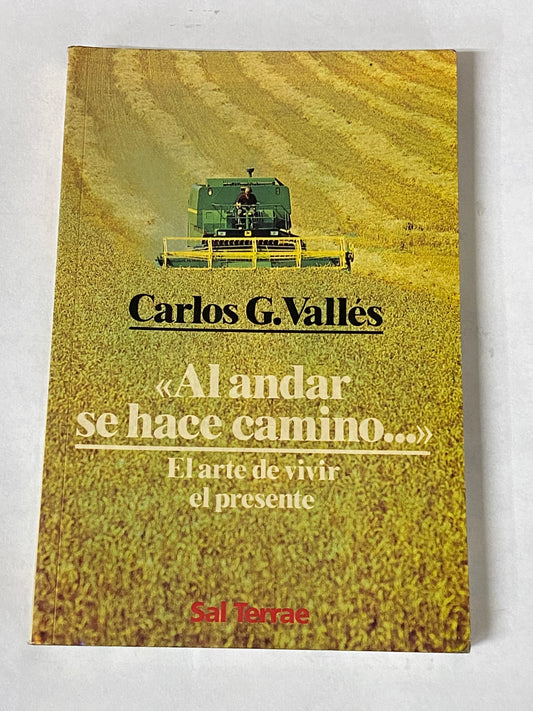 Carlos G. Vallés
«Al andar
se hace camino...»
El arte de vivir
el presente
Sal Terrae